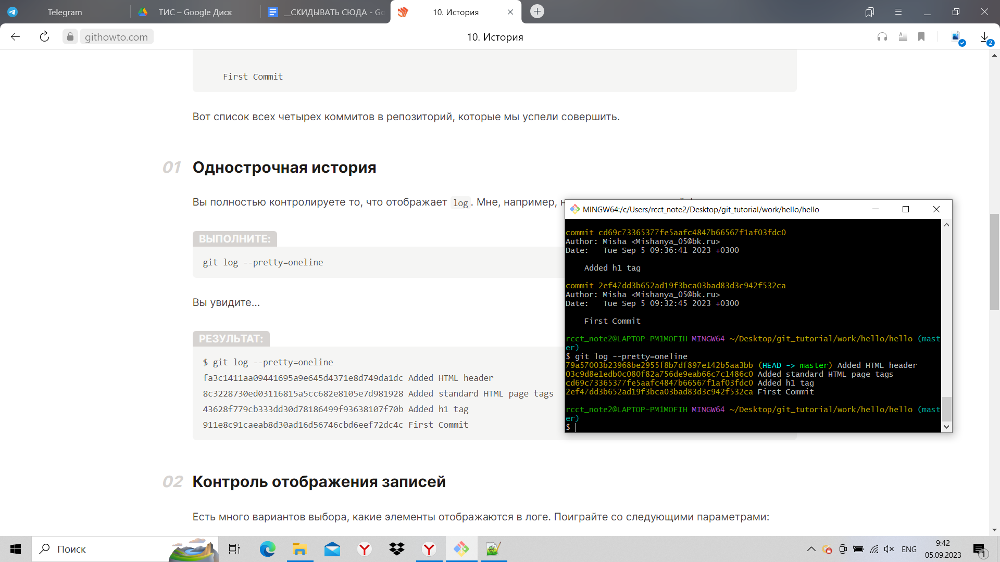 Telegram
ТИС – Google Диск
__СКИДЫВАТЬ СЮДА - Go
10. История
githowto.com
10. История
2
First Commit
Вот список всех четырех коммитов в репозиторий, которые мы успели совершить.
01 Однострочная история
Вы полностью контролируете то, что отображает log. Мне, например, н
ВЫПОЛНИТЕ:
git log --pretty=oneline
Вы увидите...
РЕЗУЛЬТАТ:
$ git log --pretty=oneline
fa3c1411aa09441695a9e645d4371e8d749da1dc Added HTML header
8c3228730ed03116815a5cc682e8105e7d981928 Added standard HTML page tags
43628f779cb333dd30d78186499f93638107f70b Added h1 tag
911e8c91caeab8d30ad16d56746cbd6eef72dc4c First Commit
02 Контроль отображения записей
Есть много вариантов выбора, какие элементы отображаются в логе. Поиграйте со следующими параметрами:
MINGW64:/c/Users/rcct_note2/Desktop/git_tutorial/work/hello/hello
commit cd69c73365377fe5aafc4847b66567f1af03fdc0
Author: Misha <Mishanya_05@bk.ru>
Date:   Tue Sep 5 09:36:41 2023 +0300
Added h1 tag
commit 2ef47dd3b652ad19f3bca03bad83d3c942f532ca
Author: Misha <Mishanya_05@bk.ru>
Date:   Tue Sep 5 09:32:45 2023 +0300
First Commit
rcct_note2@LAPTOP-PM1MOFIH MINGW64 ~/Desktop/git_tutorial/work/hello/hello (mast
er)
$ git log --pretty=oneline
79a57003b23968be2955f8b7df897e142b5aa3bb (HEAD -> master) Added HTML header
03c9d8e1edb0c080f82a756de9eab66c7c1486c0 Added standard HTML page tags
cd69c73365377fe5aafc4847b66567f1af03fdc0 Added h1 tag
2ef47dd3b652ad19f3bca03bad83d3c942f532ca First Commit
rcct_note2@LAPTOP-PM1MOFIH MINGW64 ~/Desktop/git_tutorial/work/hello/hello (mast
er)
$
Поиск
ENG
9:42
05.09.2023
1